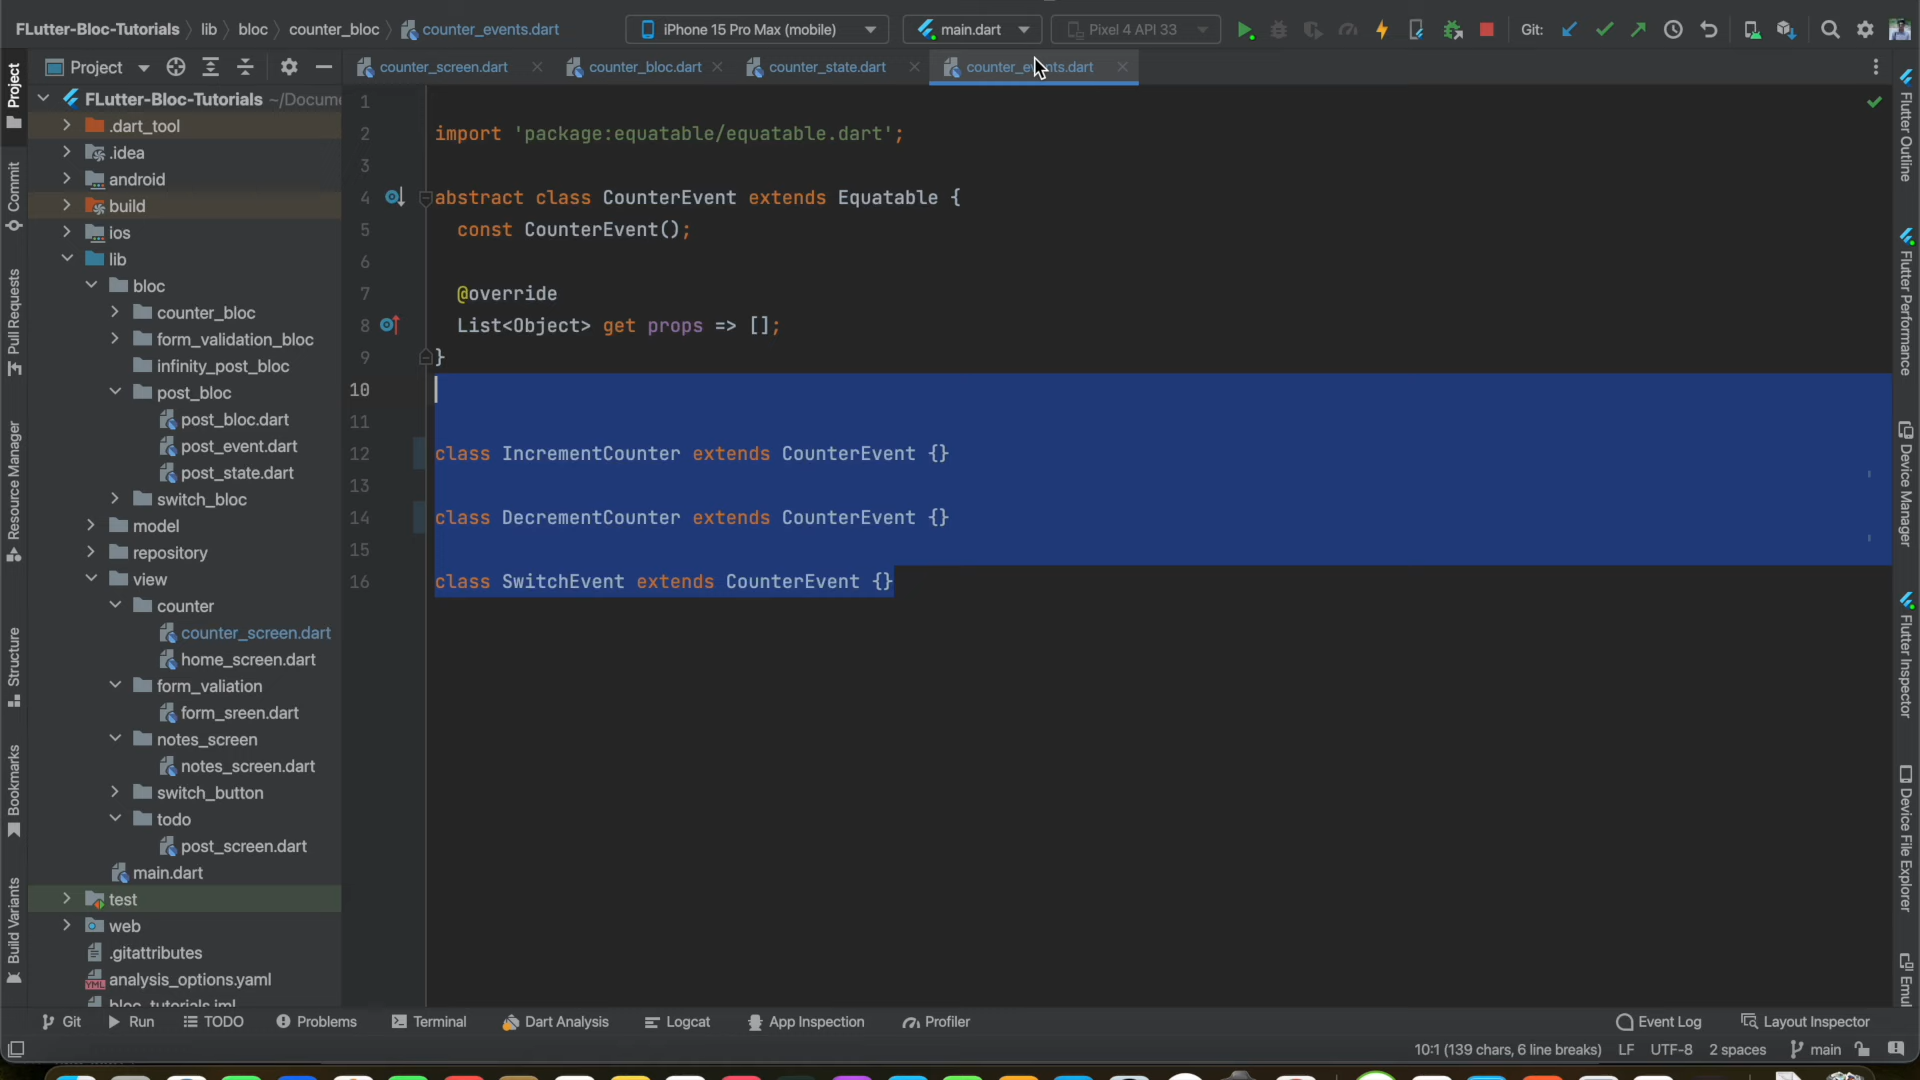 FLutter-Bloc-Tutorials lib bloc counter_bloc counter_events.dart iPhone 15 Pro Max (mobile) main.dart Pixel 4 API 33 Git:
Project counter_screen.dart counter_bloc.dart counter_state.dart counter_events.dart
FLutter-Bloc-Tutorials ~/Docume
.dart_tool
.idea
android
build
ios
lib
bloc
counter_bloc
form_validation_bloc
infinity_post_bloc
post_bloc
post_bloc.dart
post_event.dart
post_state.dart
switch_bloc
model
repository
view
counter
counter_screen.dart
home_screen.dart
form_valiation
form_sreen.dart
notes_screen
notes_screen.dart
switch_button
todo
post_screen.dart
main.dart
test
web
.gitattributes
analysis_options.yaml
bloc_tutorials.iml
1
2 import 'package:equatable/equatable.dart';
3
4 abstract class CounterEvent extends Equatable {
5 const CounterEvent();
6
7 @override
8 List<Object> get props => [];
9 }
10
11
12 class IncrementCounter extends CounterEvent {}
13
14 class DecrementCounter extends CounterEvent {}
15
16 class SwitchEvent extends CounterEvent {}
Project
Commit
Pull Requests
Resource Manager
Structure
Bookmarks
Build Variants
Flutter Outline
Flutter Performance
Device Manager
Flutter Inspector
Device File Explorer
Emul
Git Run TODO Problems Terminal Dart Analysis Logcat App Inspection Profiler Event Log Layout Inspector
10:1 (139 chars, 6 line breaks) LF UTF-8 2 spaces main